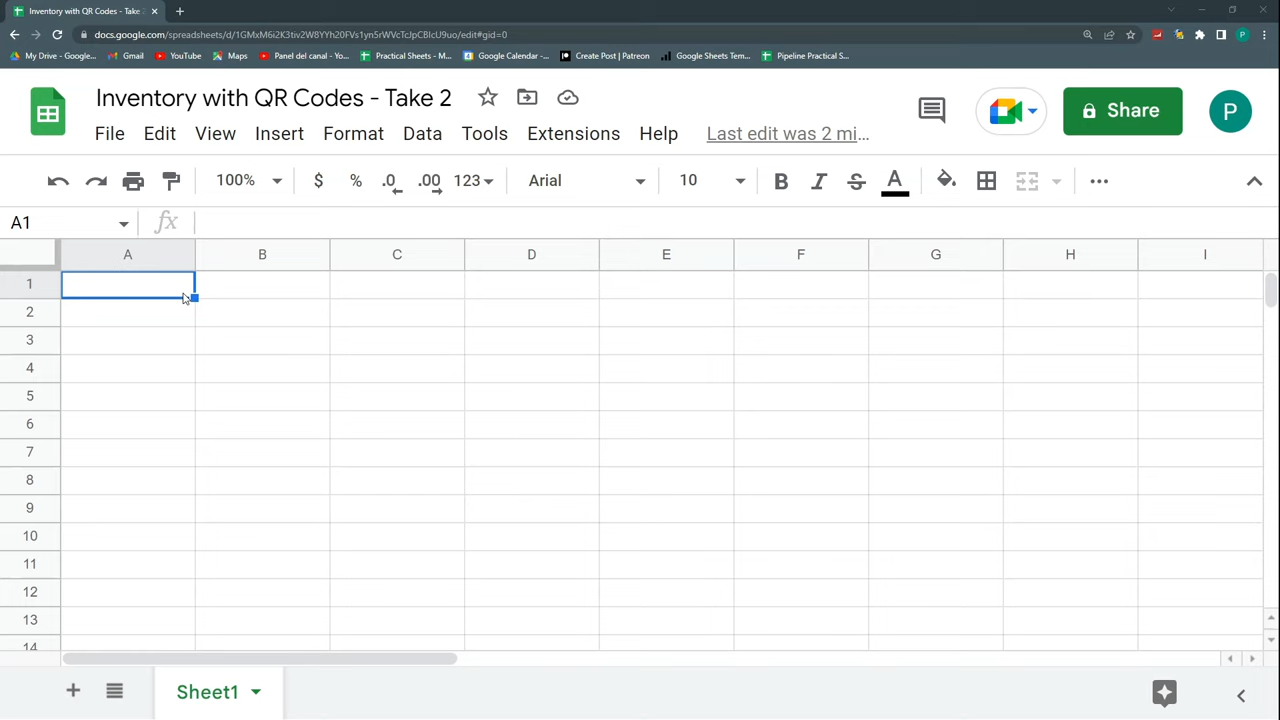 Inventory with QR Codes - Take 2
docs.google.com/spreadsheets/d/1GMxM6i2K3tiv2W8YYh20FVs1yn5rWVcTcJpCBIcU9uo/edit#gid=0
My Drive - Google... Gmail YouTube Maps Panel del canal - Yo... Practical Sheets - M... Google Calendar -... Create Post | Patreon Google Sheets Tem... Pipeline Practical S...
Inventory with QR Codes - Take 2
Share
P
File Edit View Insert Format Data Tools Extensions Help Last edit was 2 mi...
100% $ % .0 .00 123 Arial 10 B I S A
A1 fx
A B C D E F G H I
1
2
3
4
5
6
7
8
9
10
11
12
13
14
Sheet1